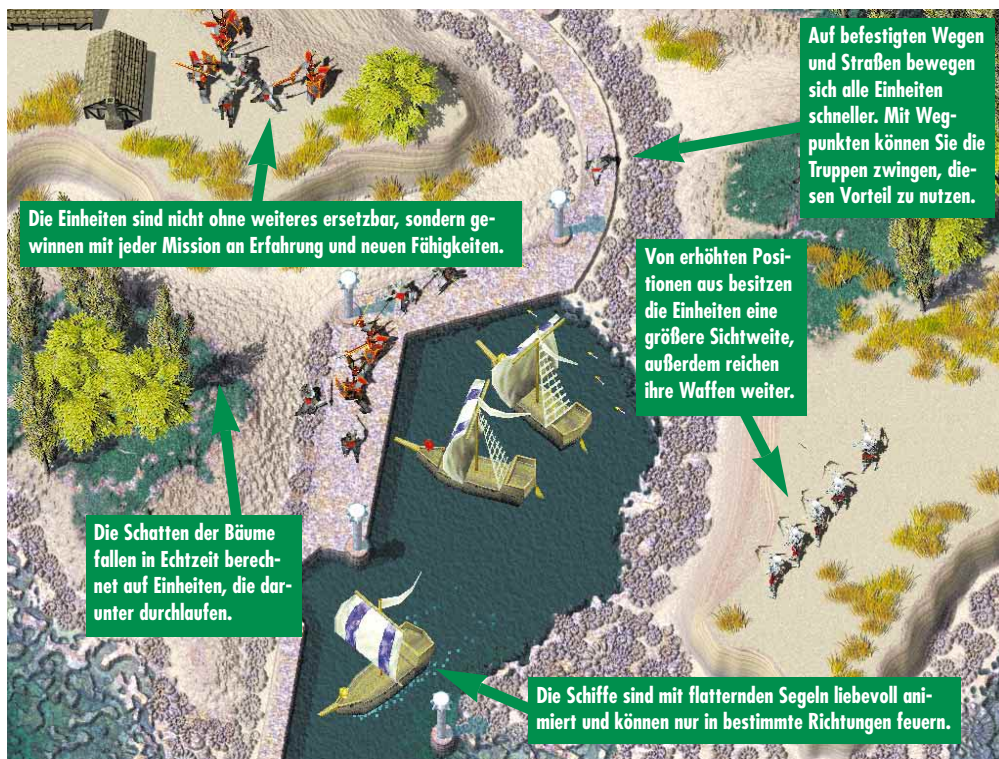 Auf befestigten Wegen
und Straßen bewegen
sich alle Einheiten
schneller. Mit Weg-
punkten können Sie die
Truppen zwingen, die-
sen Vorteil zu nutzen.
Die Einheiten sind nicht ohne weiteres ersetzbar, sondern ge-
winnen mit jeder Mission an Erfahrung und neuen Fähigkeiten.
Von erhöhten Posi-
tionen aus besitzen
die Einheiten eine
größere Sichtweite,
außerdem reichen
ihre Waffen weiter.
Die Schatten der Bäume
fallen in Echtzeit berech-
net auf Einheiten, die dar-
unter durchlaufen.
Die Schiffe sind mit flatternden Segeln liebevoll ani-
miert und können nur in bestimmte Richtungen feuern.